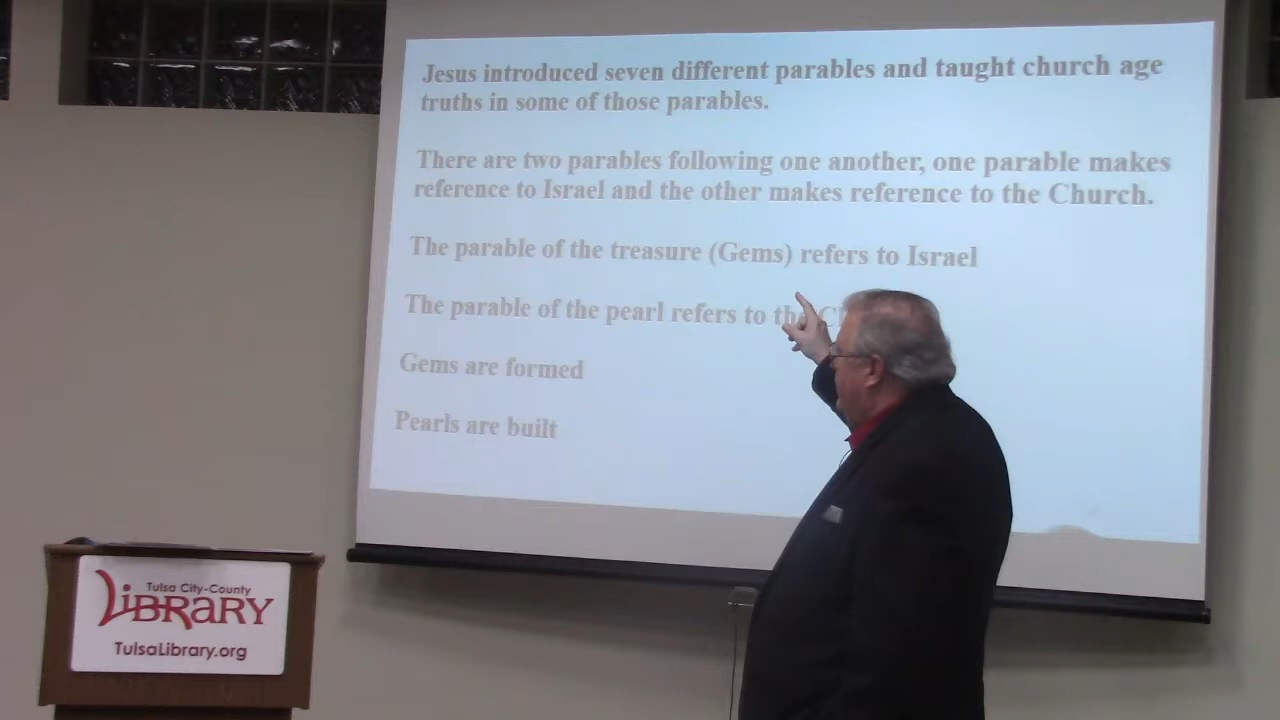 Jesus introduced seven different parables and taught church age
truths in some of those parables.
There are two parables following one another, one parable makes
reference to Israel and the other makes reference to the Church.
The parable of the treasure (Gems) refers to Israel
The parable of the pearl refers to the
Gems are formed
Pearls are built
Tulsa City-County
LIBRARY
TulsaLibrary.org